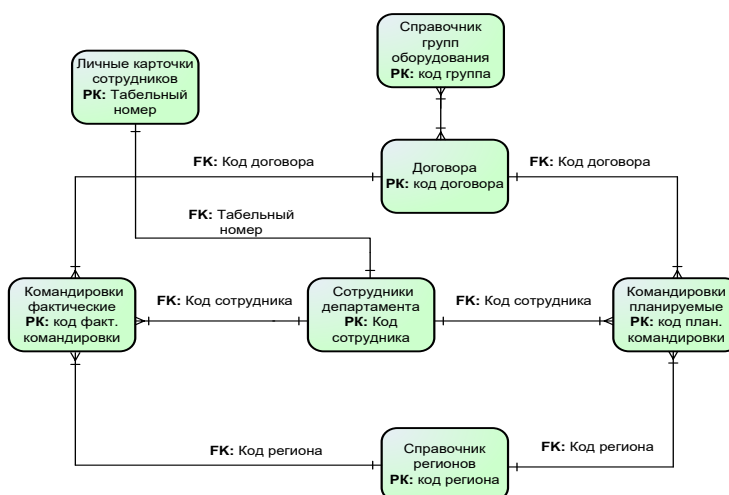 Справочник
групп
оборудования
PK: код группа
Личные карточки
сотрудников
PK: Табельный
номер
FK: Код договора
Договора
PK: код договора
FK: Код договора
FK: Табельный
номер
Командировки
фактические
PK: код факт.
командировки
FK: Код сотрудника
Сотрудники
департамента
PK: Код
сотрудника
FK: Код сотрудника
Командировки
планируемые
PK: код план.
командировки
FK: Код региона
Справочник
регионов
PK: код региона
FK: Код региона